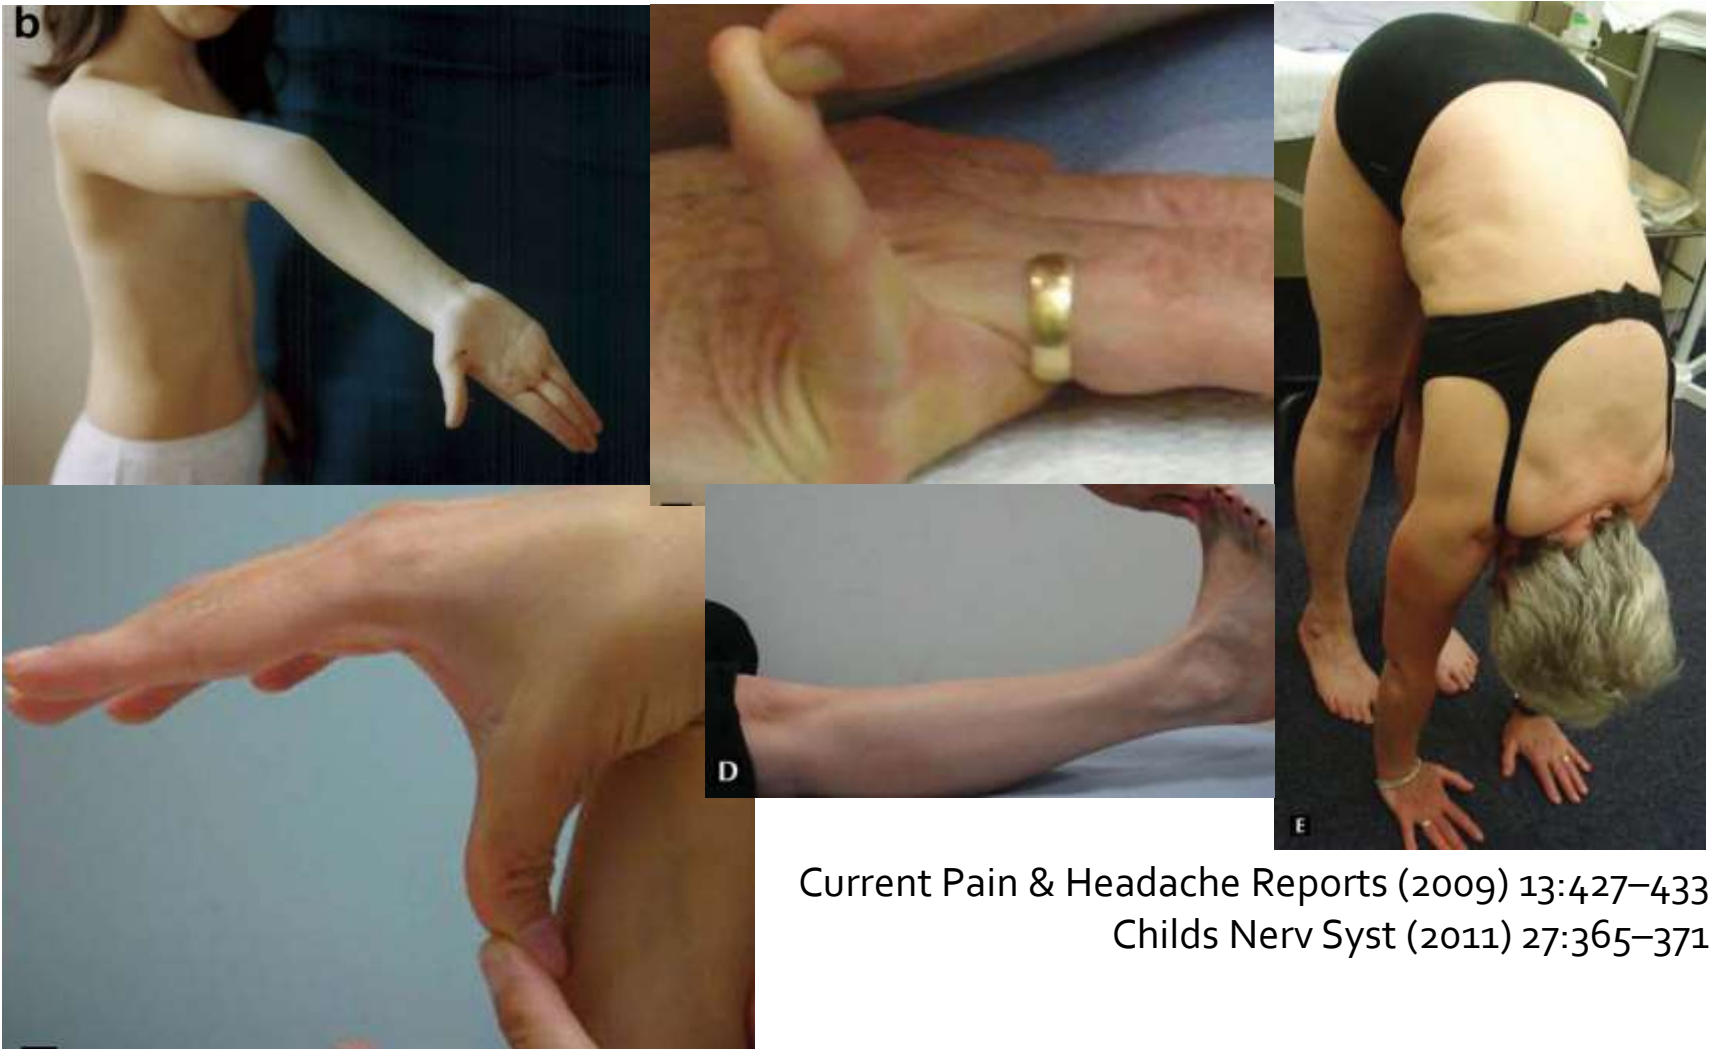 b
D
E
Current Pain & Headache Reports (2009) 13:427–433
Childs Nerv Syst (2011) 27:365–371